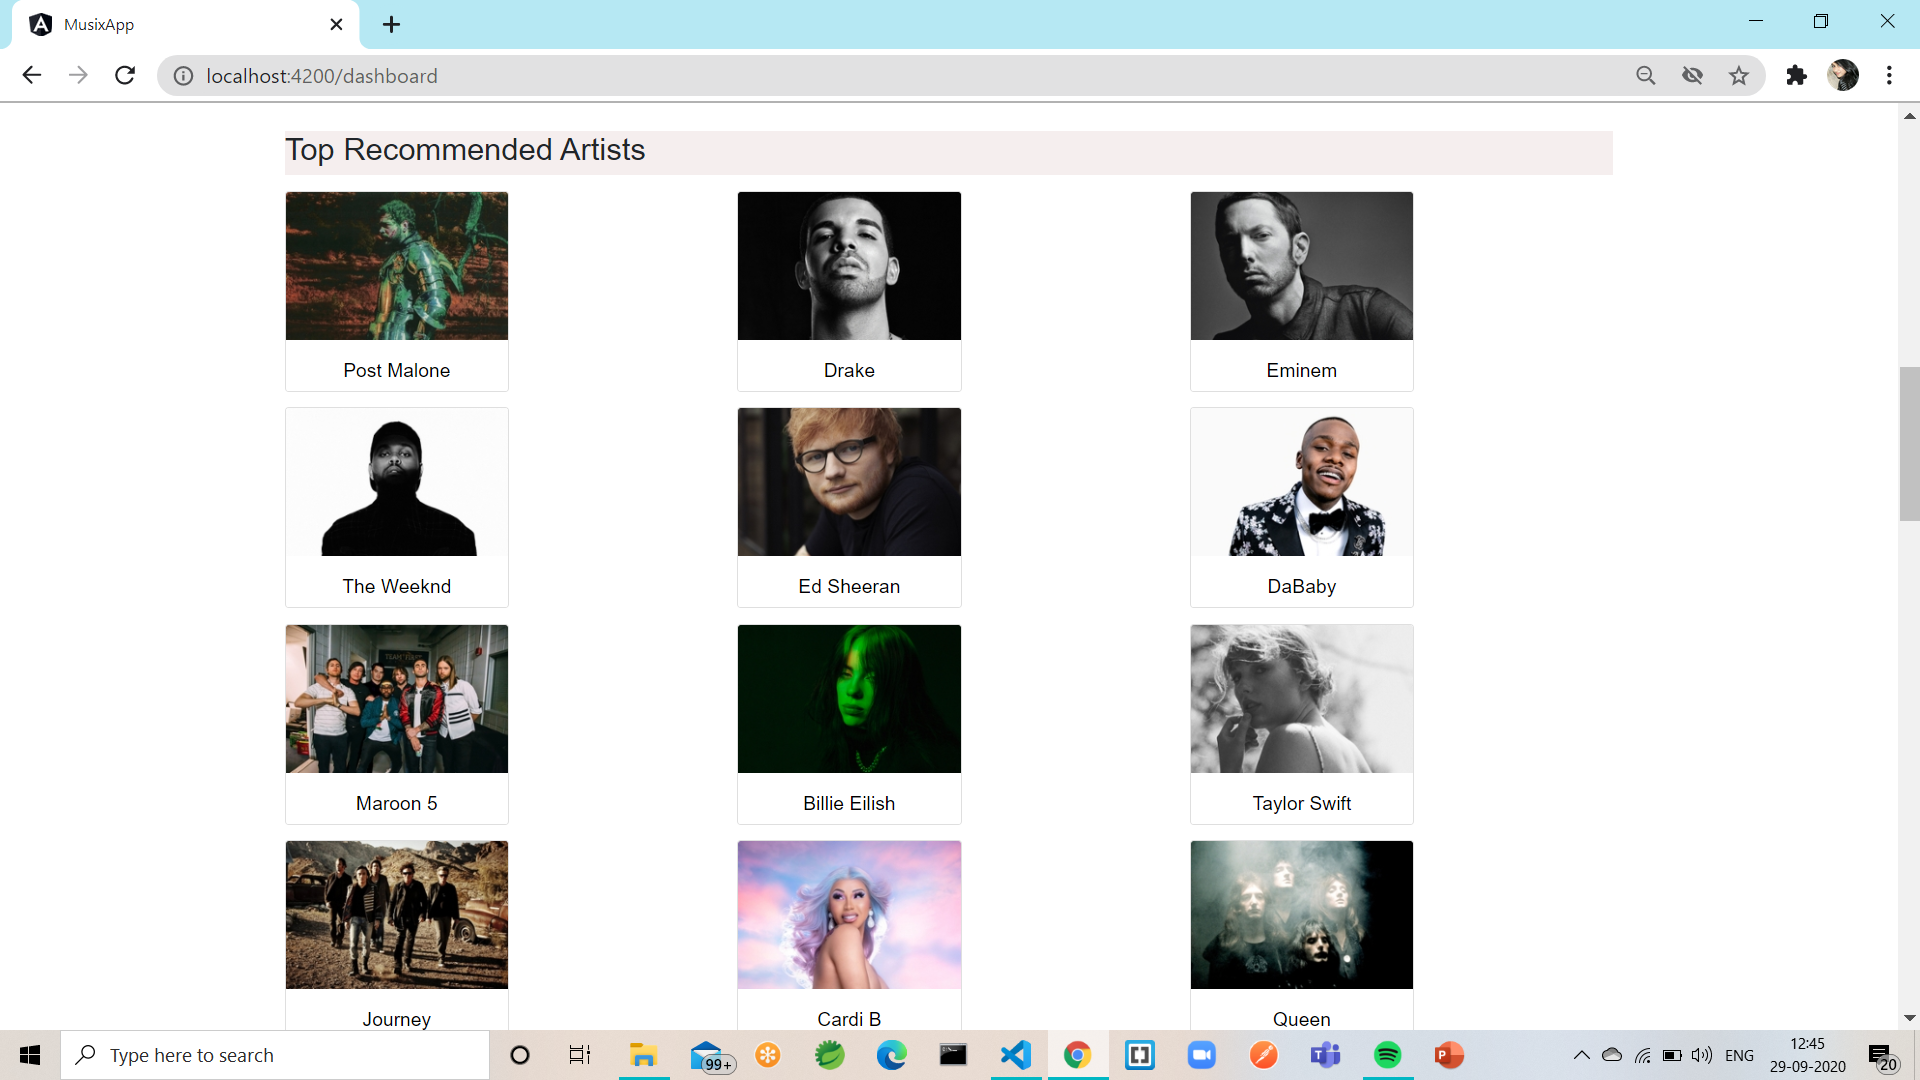 MusixApp
localhost:4200/dashboard
Top Recommended Artists
Post Malone
Drake
Eminem
The Weeknd
Ed Sheeran
DaBaby
Maroon 5
Billie Eilish
Taylor Swift
Journey
Cardi B
Queen
Type here to search
99+
ENG
12:45
29-09-2020
20